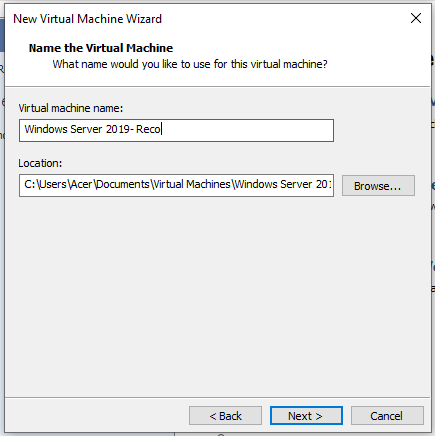 New Virtual Machine Wizard
Name the Virtual Machine
What name would you like to use for this virtual machine?
Virtual machine name:
Windows Server 2019- Reco
Location:
C:\Users\Acer\Documents\Virtual Machines\Windows Server 201
Browse...
< Back
Next >
Cancel